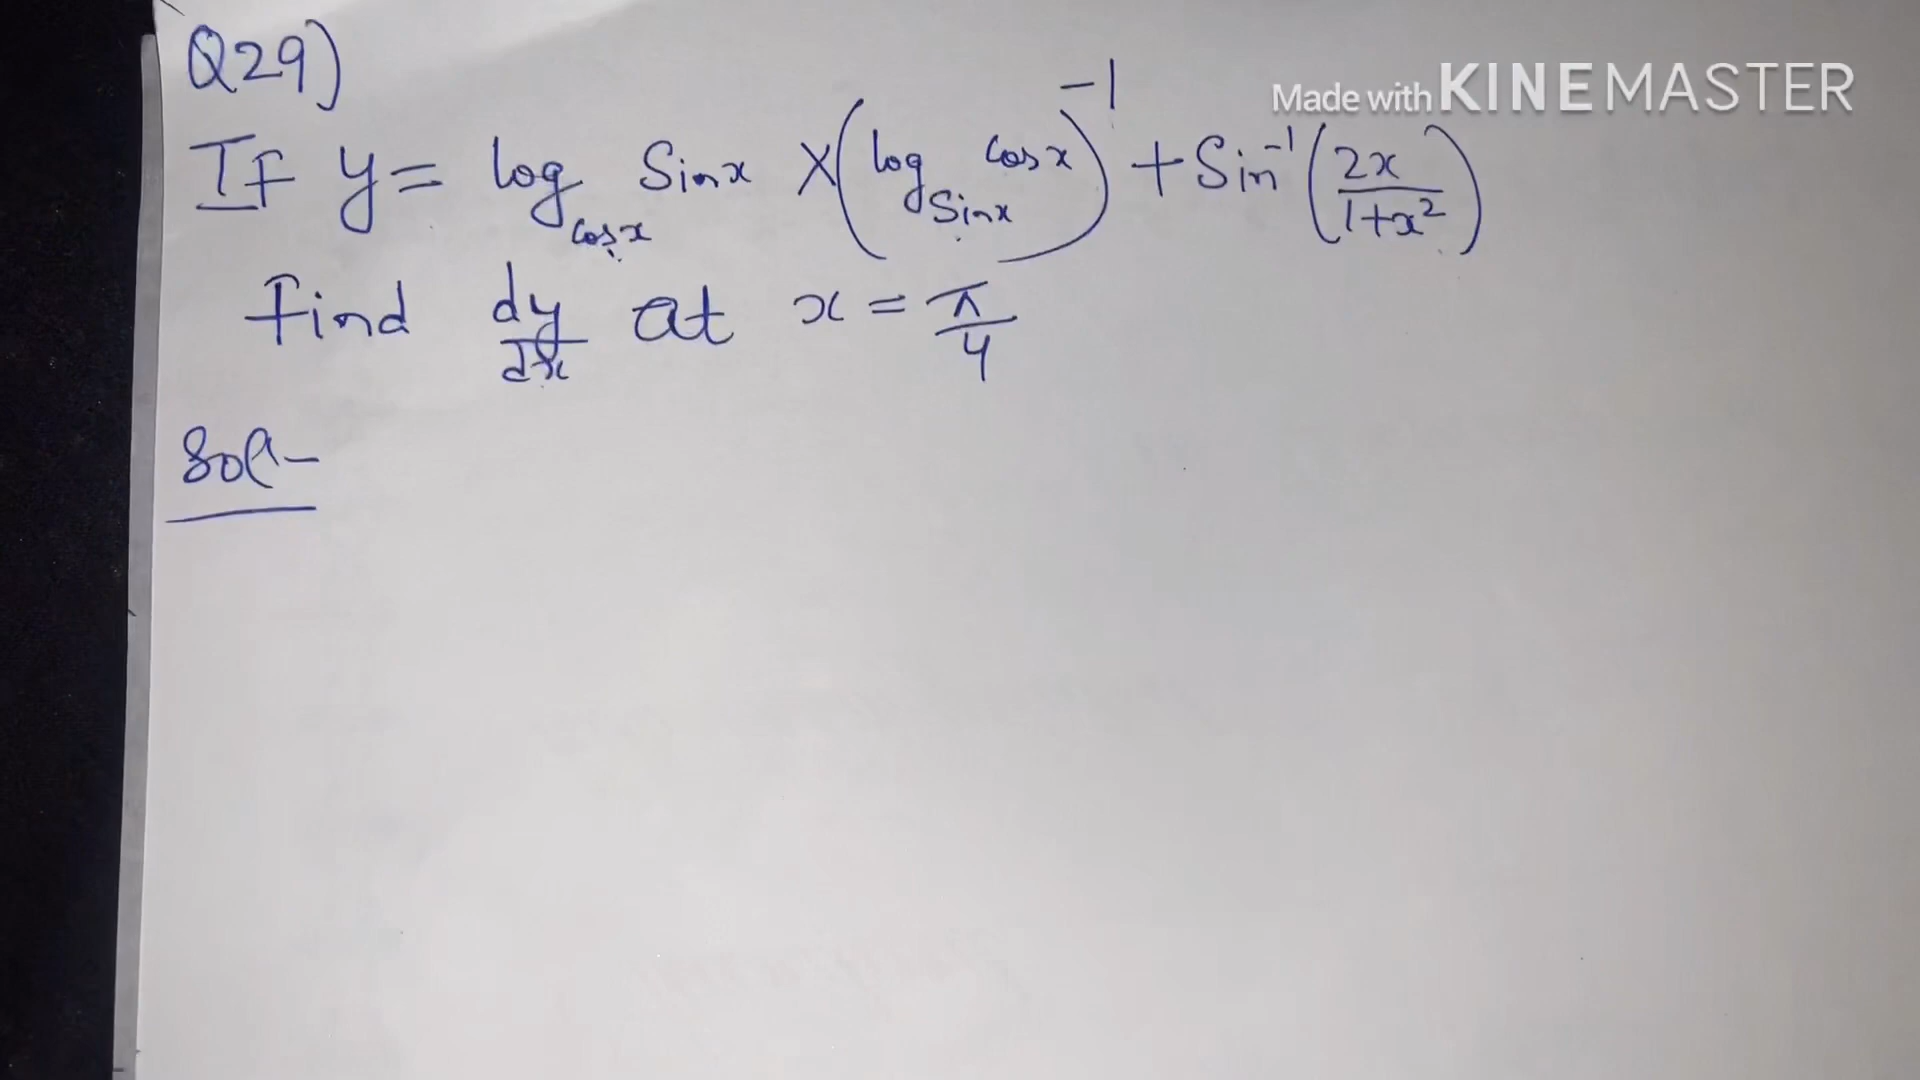 Q29)
Made with KINEMASTER
If y = log_cosx Sinx × (log_Sinx Cosx)^-1 + Sin^-1 (2x/1+x^2)
find dy/dx at x = π/4
Sol-